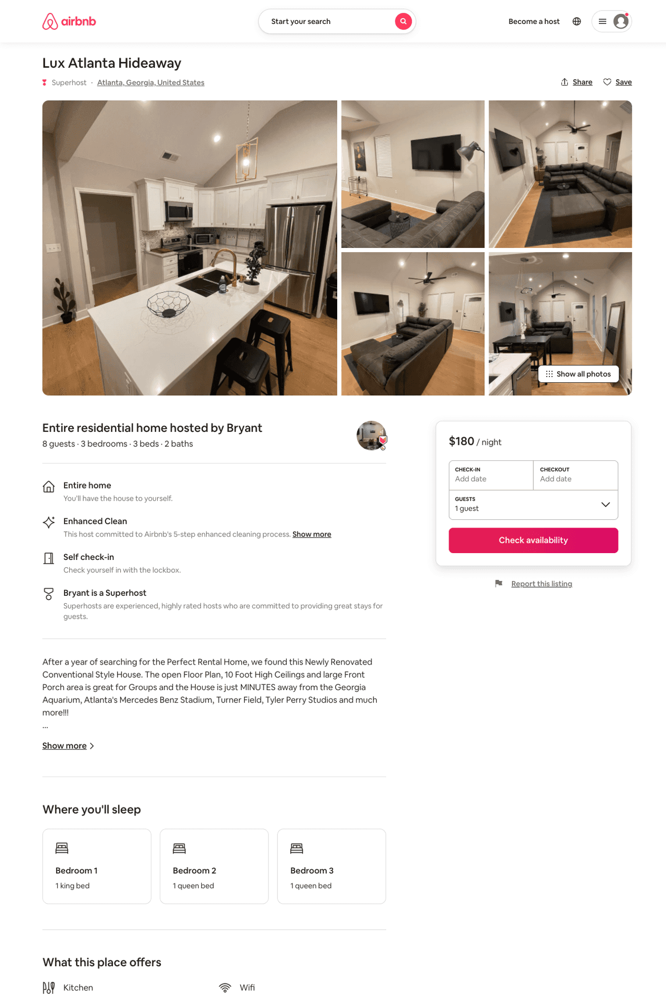 airbnb
Start your search
Become a host
Lux Atlanta Hideaway
Superhost · Atlanta, Georgia, United States
Share
Save
Show all photos
Entire residential home hosted by Bryant
8 guests · 3 bedrooms · 3 beds · 2 baths
Entire home
You'll have the house to yourself.
Enhanced Clean
This host committed to Airbnb's 5-step enhanced cleaning process. Show more
Self check-in
Check yourself in with the lockbox.
Bryant is a Superhost
Superhosts are experienced, highly rated hosts who are committed to providing great stays for
guests.
$180 / night
CHECK-IN
Add date
CHECKOUT
Add date
GUESTS
1 guest
Check availability
Report this listing
After a year of searching for the Perfect Rental Home, we found this Newly Renovated
Conventional Style House. The open Floor Plan, 10 Foot High Ceilings and large Front
Porch area is great for Groups and the House is just MINUTES away from the Georgia
Aquarium, Atlanta's Mercedes Benz Stadium, Turner Field, Tyler Perry Studios and much
more!!!
...
Show more
Where you'll sleep
Bedroom 1
1 king bed
Bedroom 2
1 queen bed
Bedroom 3
1 queen bed
What this place offers
Kitchen
Wifi